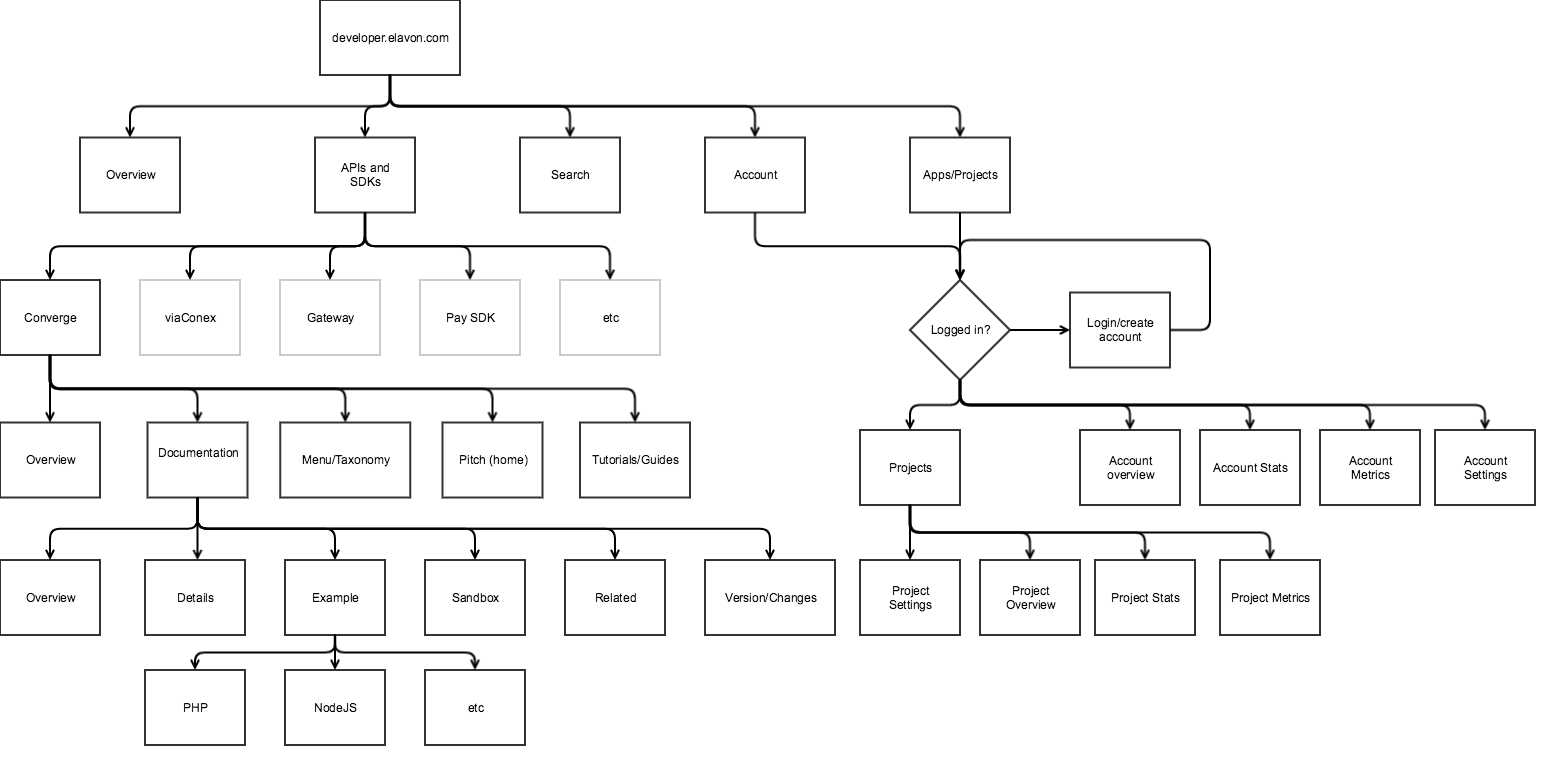 developer.elavon.com
Overview
APIs and
SDKs
Search
Account
Apps/Projects
Converge
viaConex
Gateway
Pay SDK
etc
Logged in?
Login/create
account
Overview
Documentation
Menu/Taxonomy
Pitch (home)
Tutorials/Guides
Projects
Account
overview
Account Stats
Account
Metrics
Account
Settings
Overview
Details
Example
Sandbox
Related
Version/Changes
Project
Settings
Project
Overview
Project Stats
Project Metrics
PHP
NodeJS
etc